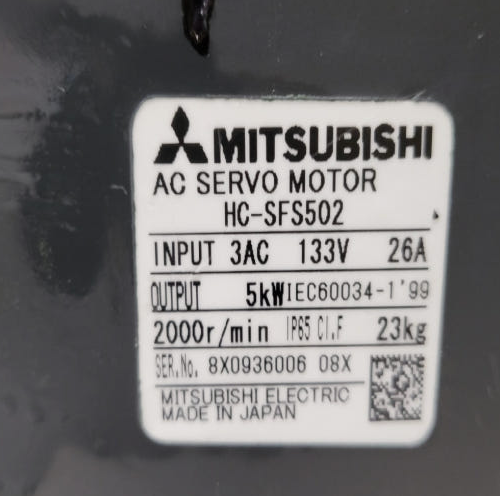 MITSUBISHI
AC SERVO MOTOR
HC-SFS502
INPUT 3AC 133V 26A
OUTPUT 5kW IEC60034-1'99
2000r/min IP65 Cl.F 23kg
SER.No. 8X0936006 08X
MITSUBISHI ELECTRIC
MADE IN JAPAN